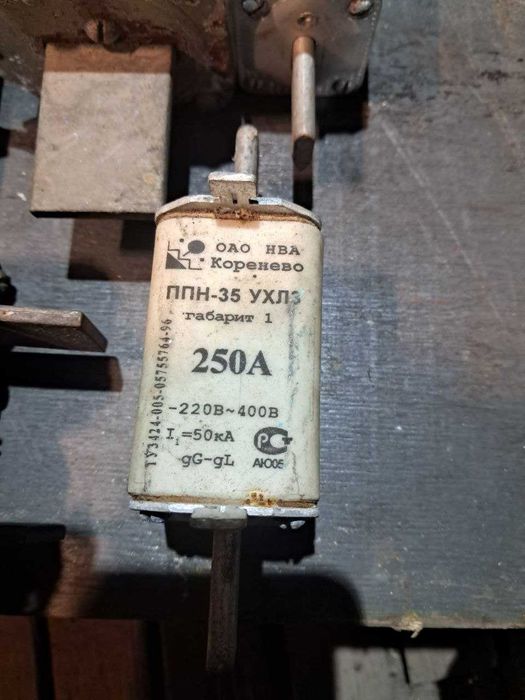 ОАО НВА
Коренево
ППН-35 УХЛ3
габарит 1
250А
-220В~400В
I₁=50кА
gG-gL
РСТ
АЮ05
ТУ3424-005-05755764-96